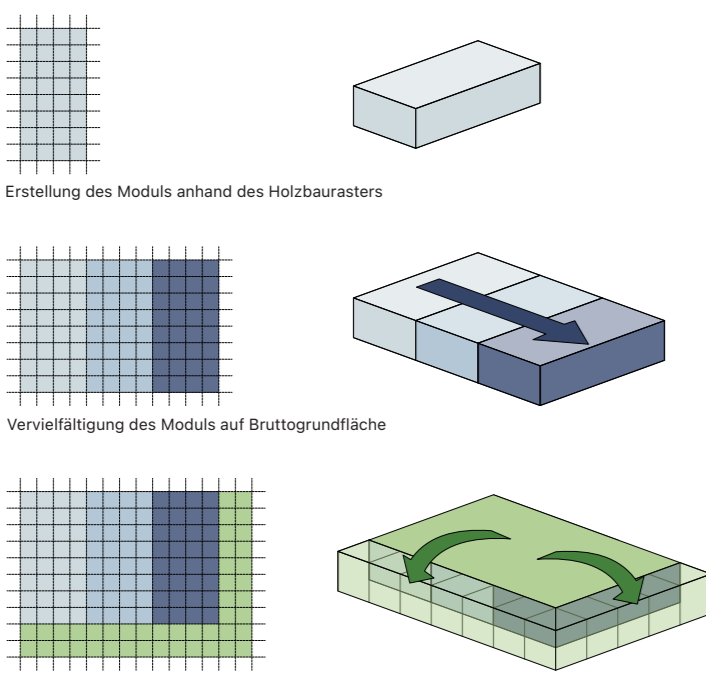 Erstellung des Moduls anhand des Holzbaurasters
Vervielfältigung des Moduls auf Bruttogrundfläche